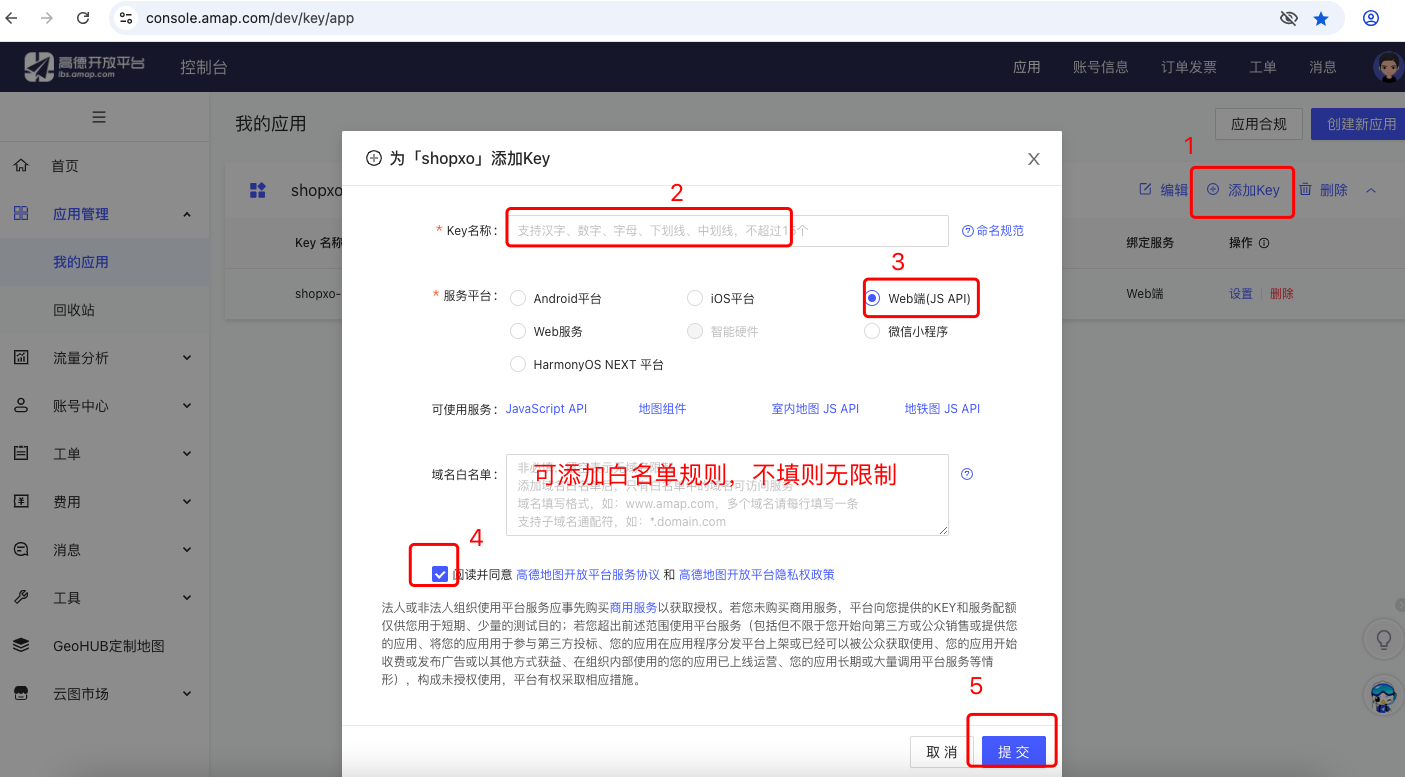 console.amap.com/dev/key/app
高德开放平台
lbs.amap.com
控制台
应用
账号信息
订单发票
工单
消息
首页
应用管理
我的应用
回收站
流量分析
账号中心
工单
费用
消息
工具
GeoHUB定制地图
云图市场
我的应用
应用合规
创建新应用
1
shopxo
编辑
添加Key
删除
Key 名称
绑定服务
操作
shopxo-
Web端
设置
删除
为「shopxo」添加Key
2
* Key名称：
支持汉字、数字、字母、下划线、中划线，不超过15个
命名规范
3
* 服务平台：
Android平台
iOS平台
Web端(JS API)
Web服务
智能硬件
微信小程序
HarmonyOS NEXT 平台
可使用服务：
JavaScript API
地图组件
室内地图 JS API
地铁图 JS API
域名白名单：
可添加白名单规则，不填则无限制
添加域名白名单后，只有白名单中的域名可访问服务
域名填写格式，如：www.amap.com，多个域名请每行填写一条
支持子域名通配符，如：*.domain.com
4
阅读并同意 高德地图开放平台服务协议 和 高德地图开放平台隐私权政策
法人或非法人组织使用平台服务应事先购买商用服务以获取授权。若您未购买商用服务，平台向您提供的KEY和服务配额
仅供您用于短期、少量的测试目的；若您超出前述范围使用平台服务（包括但不限于您开始向第三方或公众销售或提供您
的应用、将您的应用用于参与第三方投标、您的应用在应用程序分发平台上架或已经可以被公众获取使用、您的应用开始
收费或发布广告或以其他方式获益、在组织内部使用的您的应用已上线运营、您的应用长期或大量调用平台服务等情
形），构成未授权使用，平台有权采取相应措施。
5
取 消
提 交